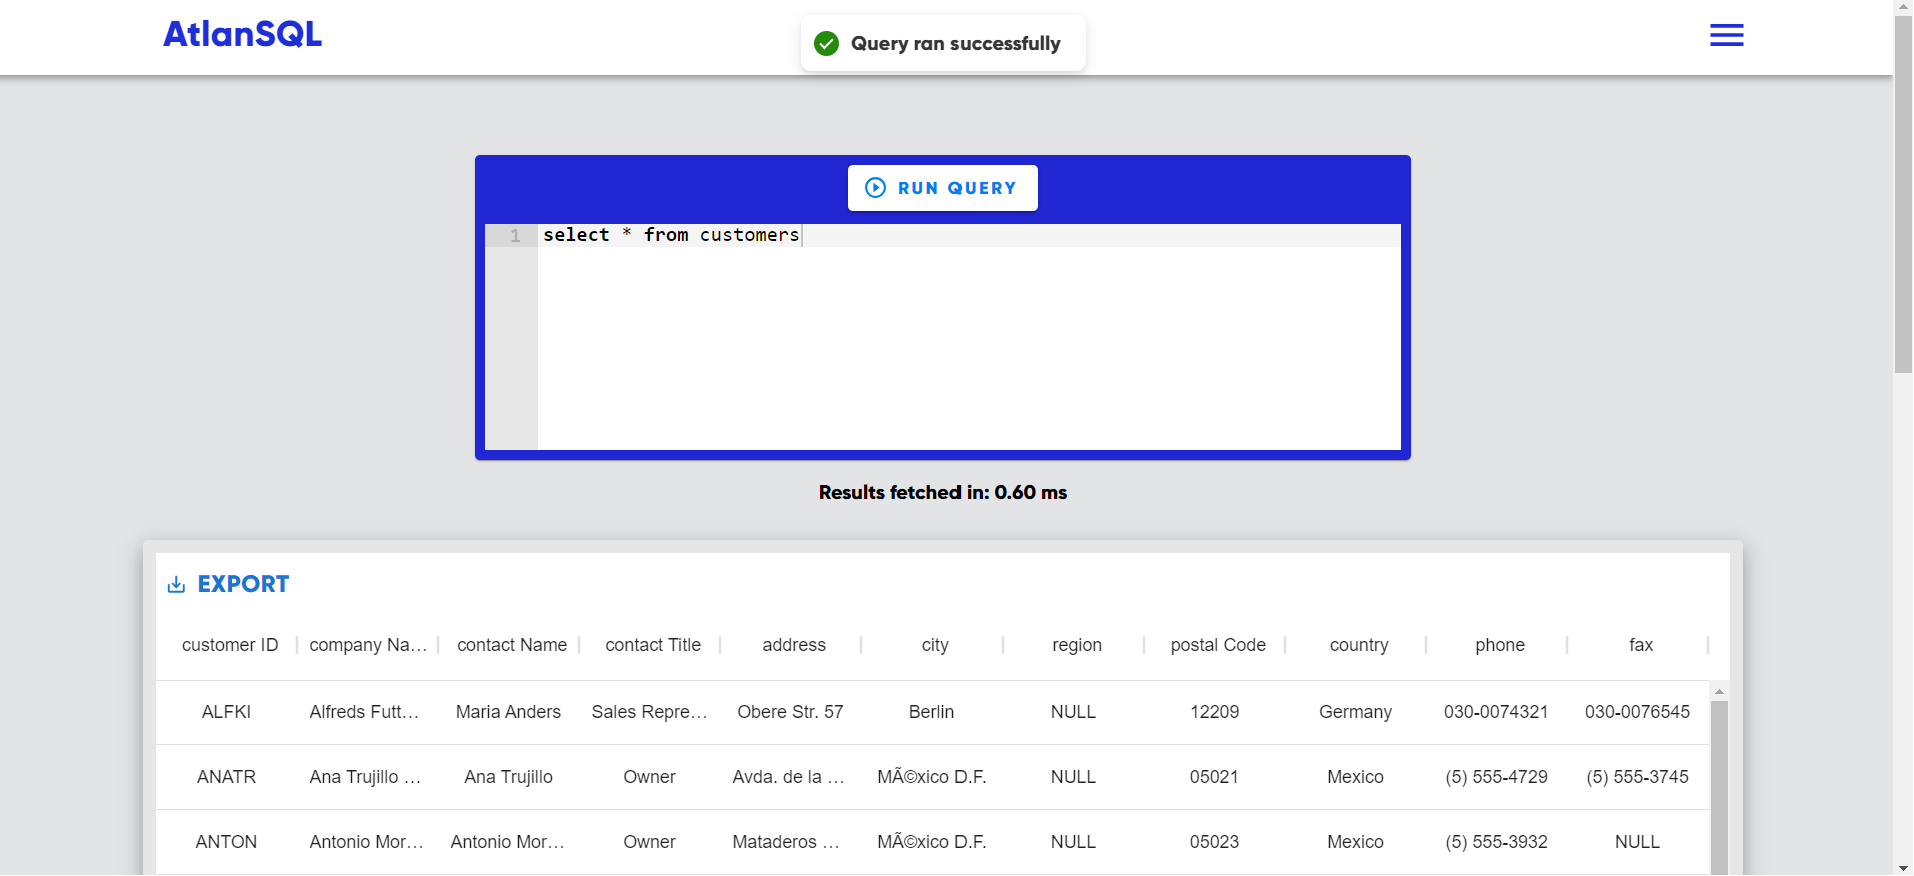 AtlanSQL
Query ran successfully
RUN QUERY
1 select * from customers
Results fetched in: 0.60 ms
EXPORT
customer ID company Na... contact Name contact Title address city region postal Code country phone fax
ALFKI Alfreds Futt... Maria Anders Sales Repre... Obere Str. 57 Berlin NULL 12209 Germany 030-0074321 030-0076545
ANATR Ana Trujillo ... Ana Trujillo Owner Avda. de la ... MÃ©xico D.F. NULL 05021 Mexico (5) 555-4729 (5) 555-3745
ANTON Antonio Mor... Antonio Mor... Owner Mataderos ... MÃ©xico D.F. NULL 05023 Mexico (5) 555-3932 NULL